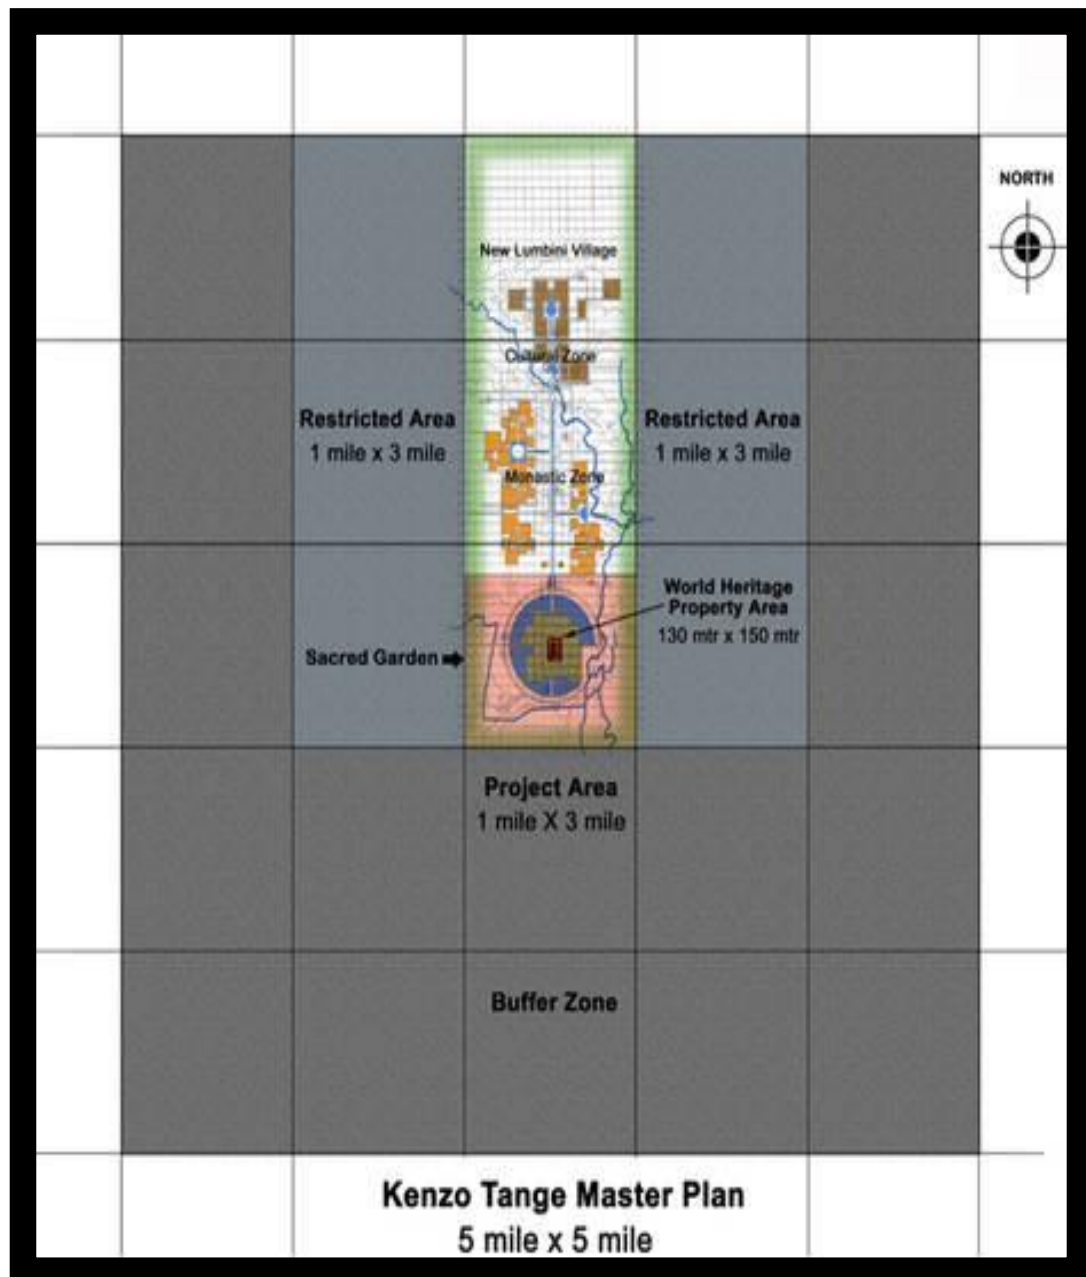 NORTH
New Lumbini Village
Cultural Zone
Restricted Area
1 mile x 3 mile
Restricted Area
1 mile x 3 mile
Monastic Zone
World Heritage
Property Area
130 mtr x 150 mtr
Sacred Garden
Project Area
1 mile X 3 mile
Buffer Zone
Kenzo Tange Master Plan
5 mile x 5 mile